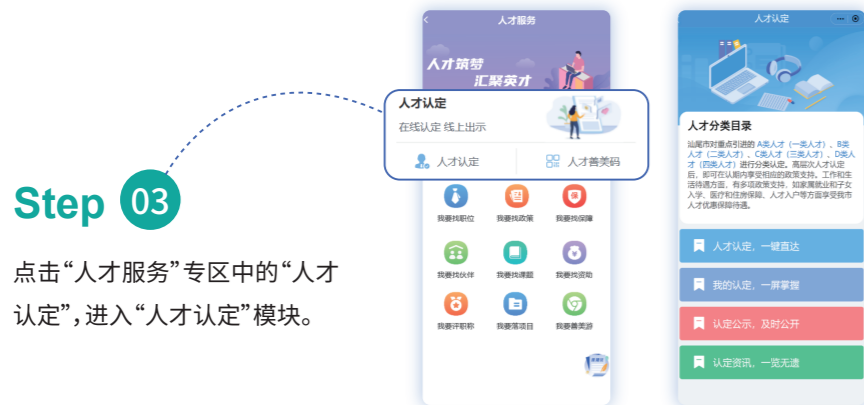 Step 03
点击“人才服务”专区中的“人才
认定”,进入“人才认定”模块。
人才服务
人才筑梦
汇聚英才
人才认定
在线认定 线上出示
人才认定
人才善美码
我要找职位
我要找政策
我要找保障
我要找伙伴
我要找课题
我要找资助
我要评职称
我要落项目
我要善美游
人才认定
人才分类目录
汕尾市对重点引进的 A类人才（一类人才）、B类
人才（二类人才）、C类人才（三类人才）、D类人
才（四类人才）进行分类认定。高层次人才认定
后，即可在认期内享受相应的政策支持。工作和生
活待遇方面，有多项政策支持，如家属就业和子女
入学、医疗和住房保障、人才入户等方面享受我市
人才优惠保障待遇。
人才认定，一键直达
我的认定，一屏掌握
认定公示，及时公开
认定资讯，一览无遗